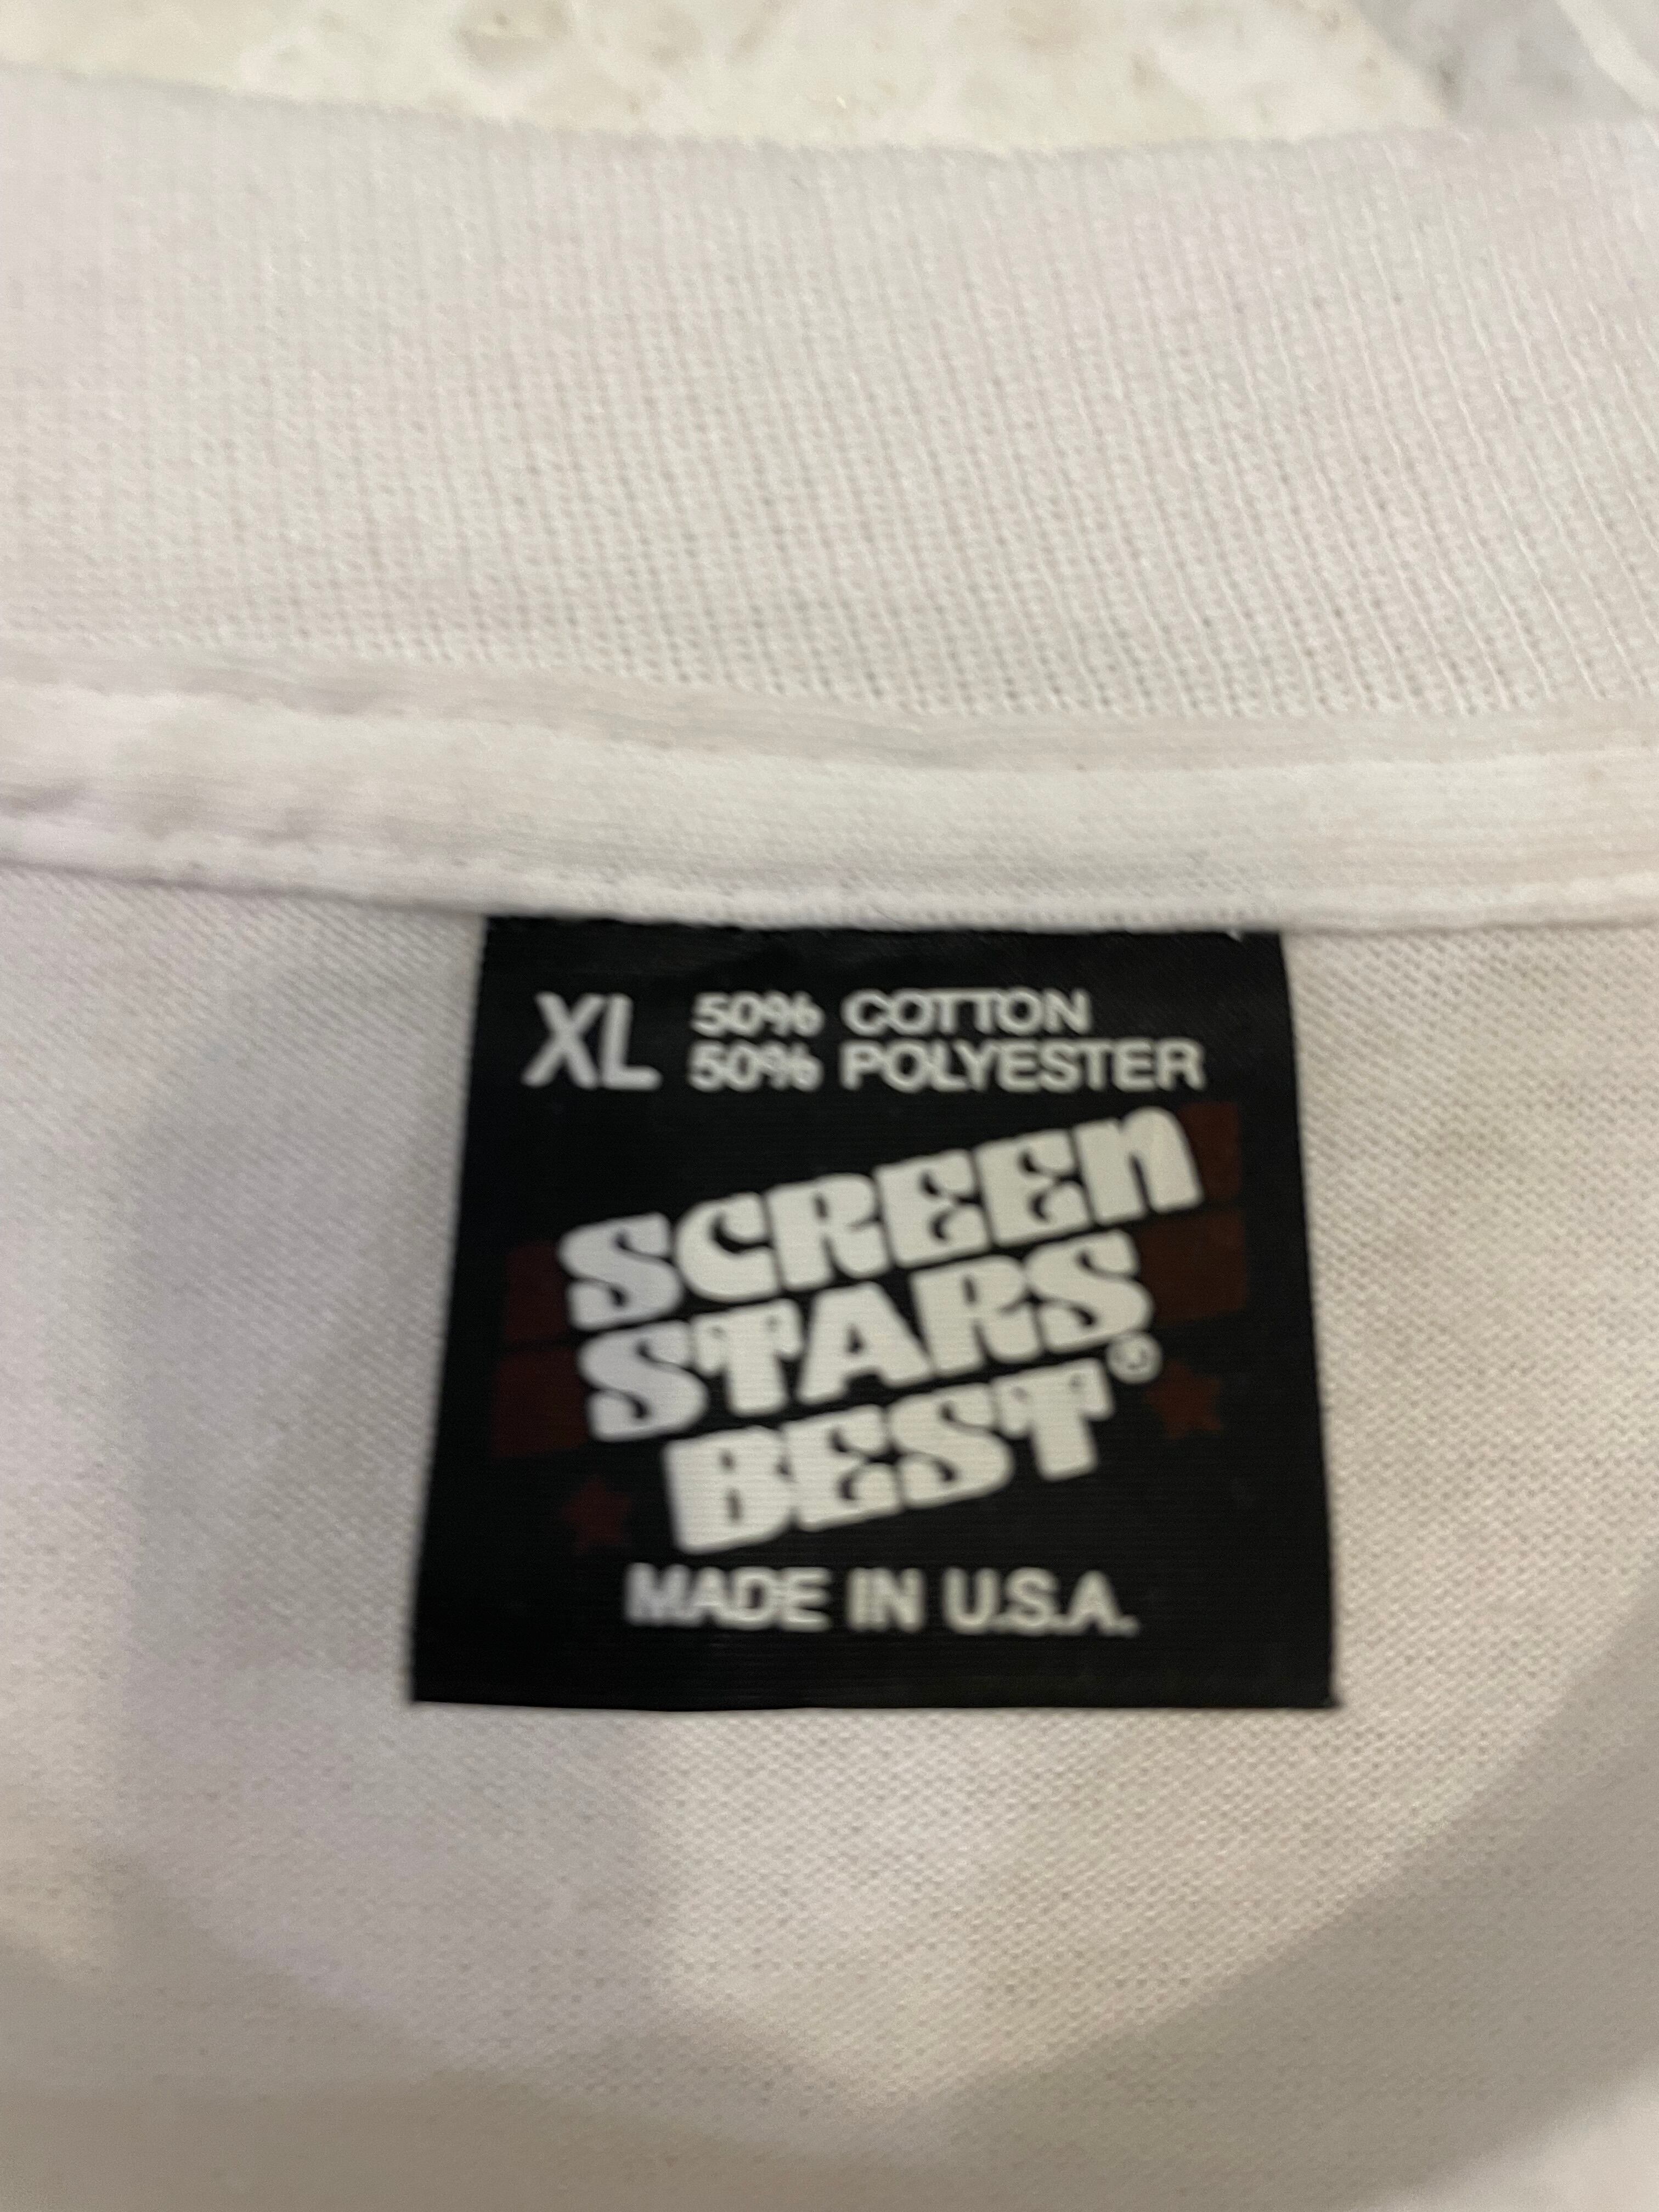 XL 50% COTTON
50% POLYESTER
SCREEN
STARS
BEST®
MADE IN U.S.A.